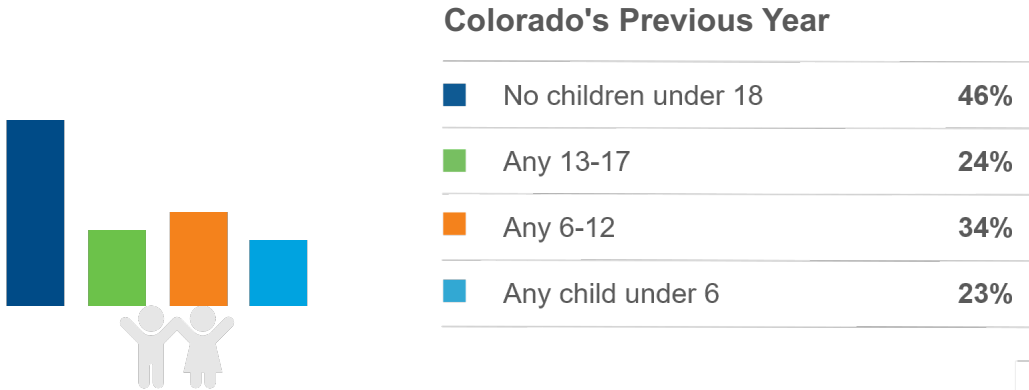 Colorado's Previous Year
No children under 18 46%
Any 13-17 24%
Any 6-12 34%
Any child under 6 23%